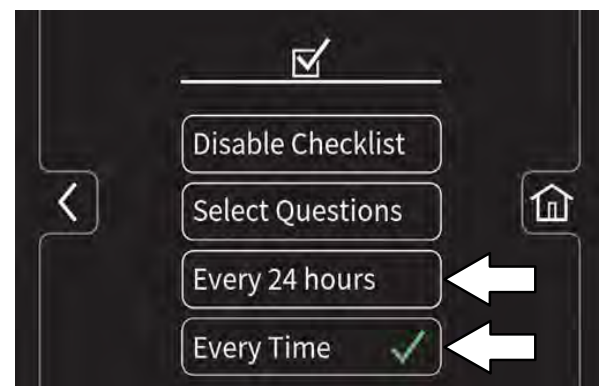 Disable Checklist
Select Questions
Every 24 hours
Every Time